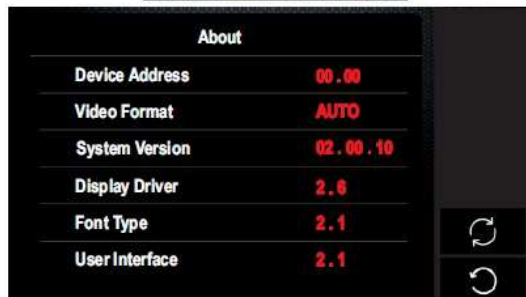 About
Device Address 00.00
Video Format AUTO
System Version 02.00.10
Display Driver 2.6
Font Type 2.1
User Interface 2.1